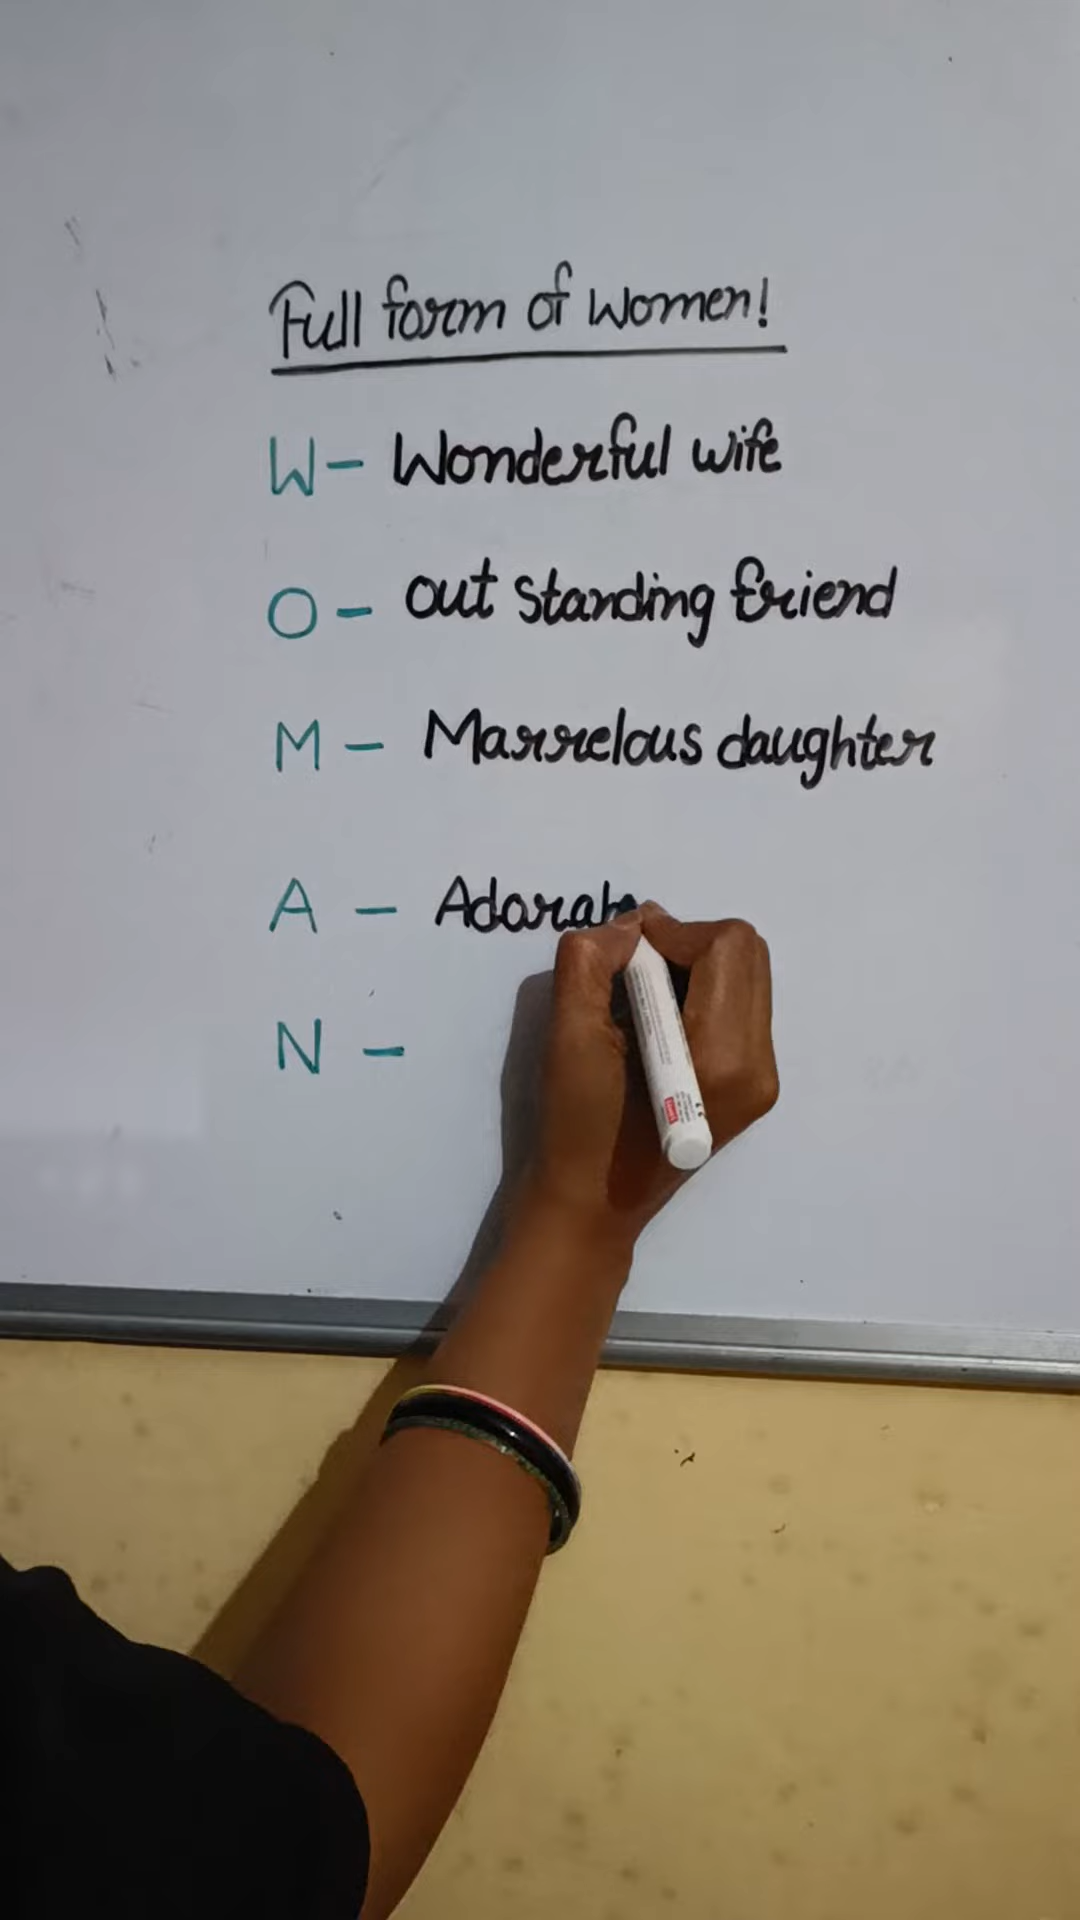 Full form of women!
W- Wonderful wife
O- out standing friend
M- Marrelous daughter
A-
N-